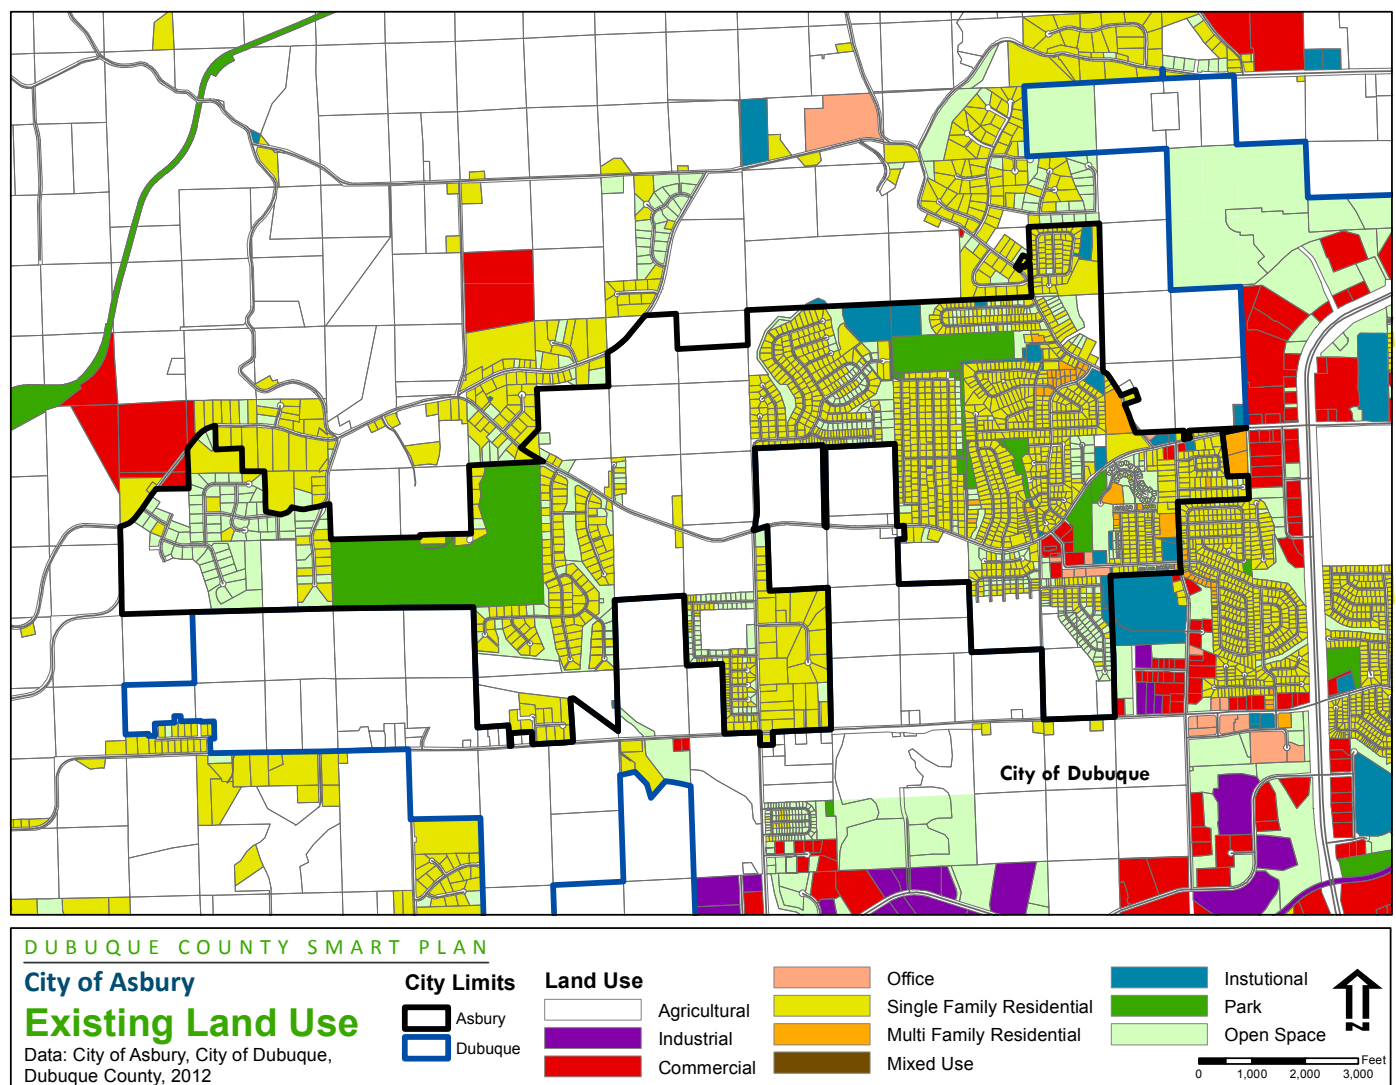 City of Dubuque
DUBUQUE COUNTY SMART PLAN
City of Asbury
Existing Land Use
Data: City of Asbury, City of Dubuque,
Dubuque County, 2012
City Limits
Asbury
Dubuque
Land Use
Agricultural
Industrial
Commercial
Office
Single Family Residential
Multi Family Residential
Mixed Use
Instutional
Park
Open Space
N
Feet
0 1,000 2,000 3,000